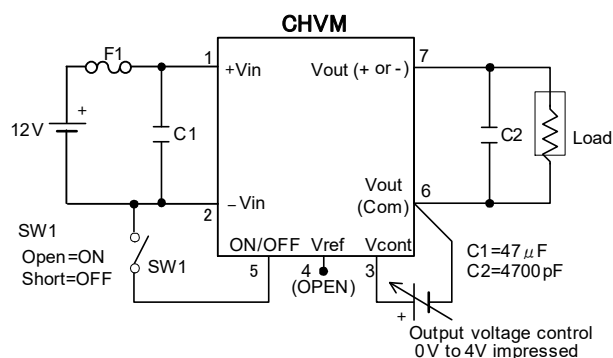 CHVM
F1
1
+Vin
Vout (+ or -)
7
12V
+
C1
C2
Load
2
－Vin
Vout
(Com)
6
SW1
Open=ON
Short=OFF
SW1
ON/OFF
Vref
Vcont
5
4
(OPEN)
3
C1=47μF
C2=4700pF
+
Output voltage control
0V to 4V impressed